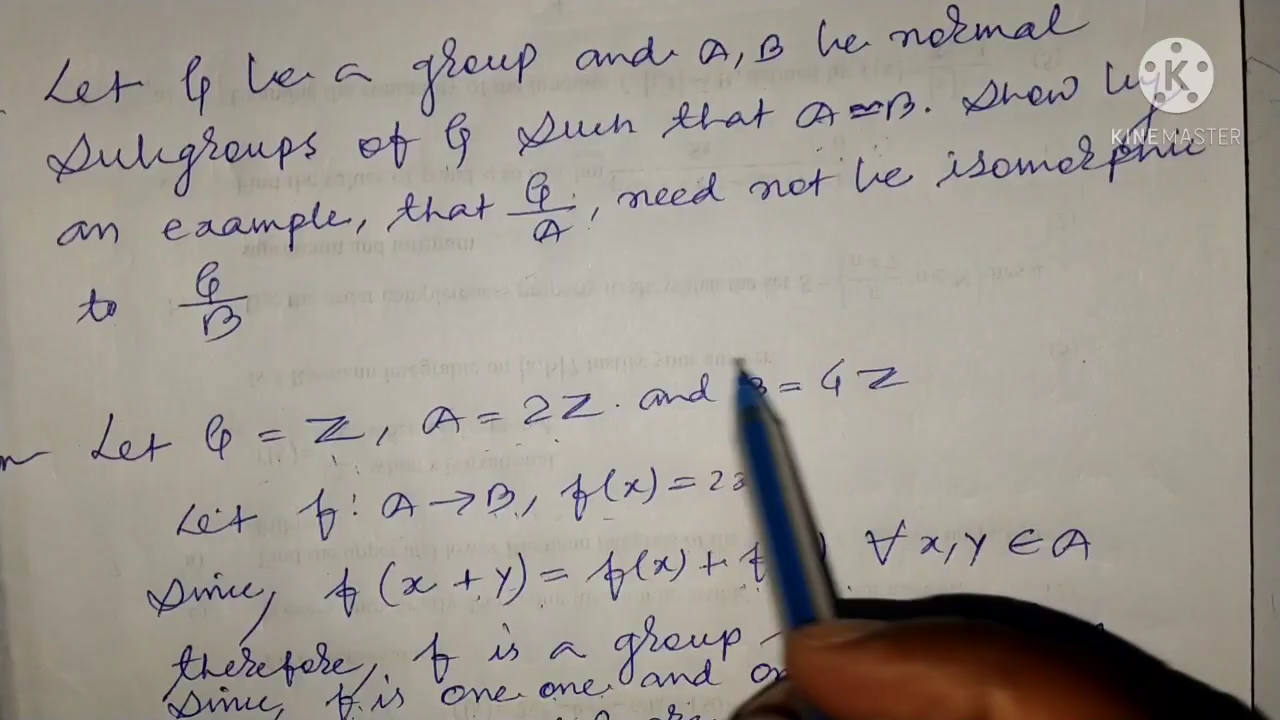 Let G be a group and A, B be normal
subgroups of G such that A ≃ B. Show by
an example, that G/A, need not be isomorphic
to G/B
Let G = Z, A = 2Z. and B = 4Z
Let f: A → B, f(x) = 2x
Since, f(x + y) = f(x) + f ) ∀ x, y ∈ A
therefore, f is a group
Since, f is one one and
K
KINEMASTER